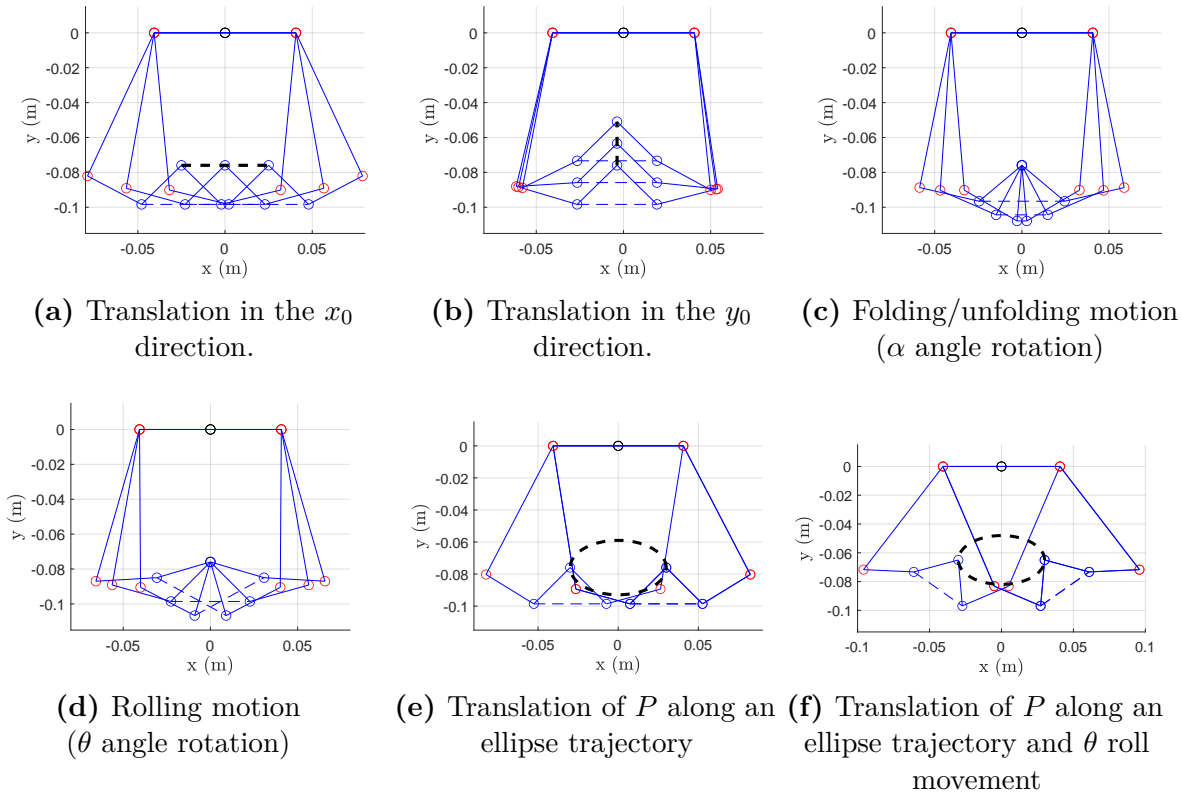 0
-0.02
-0.04
-0.06
-0.08
-0.1
y (m)
-0.05 0 0.05
x (m)
(a) Translation in the x₀
direction.
0
-0.02
-0.04
-0.06
-0.08
-0.1
y (m)
-0.05 0 0.05
x (m)
(b) Translation in the y₀
direction.
0
-0.02
-0.04
-0.06
-0.08
-0.1
y (m)
-0.05 0 0.05
x (m)
(c) Folding/unfolding motion
(α angle rotation)
0
-0.02
-0.04
-0.06
-0.08
-0.1
y (m)
-0.05 0 0.05
x (m)
(d) Rolling motion
(θ angle rotation)
0
-0.02
-0.04
-0.06
-0.08
-0.1
y (m)
-0.05 0 0.05
x (m)
(e) Translation of P along an
ellipse trajectory
0
-0.02
-0.04
-0.06
-0.08
-0.1
y (m)
-0.1 -0.05 0 0.05 0.1
x (m)
(f) Translation of P along an
ellipse trajectory and θ roll
movement